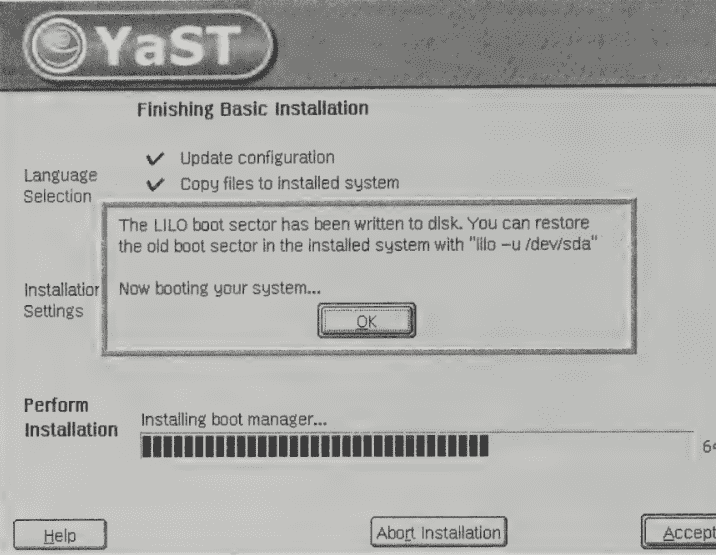 YaST
Finishing Basic Installation
Update configuration
Copy files to installed system
Language
Selection
The LILO boot sector has been written to disk. You can restore
the old boot sector in the installed system with "lilo –u /dev/sda"
Now booting your system...
OK
Installation
Settings
Perform
Installation
Installing boot manager...
64
Help
Abort Installation
Accept